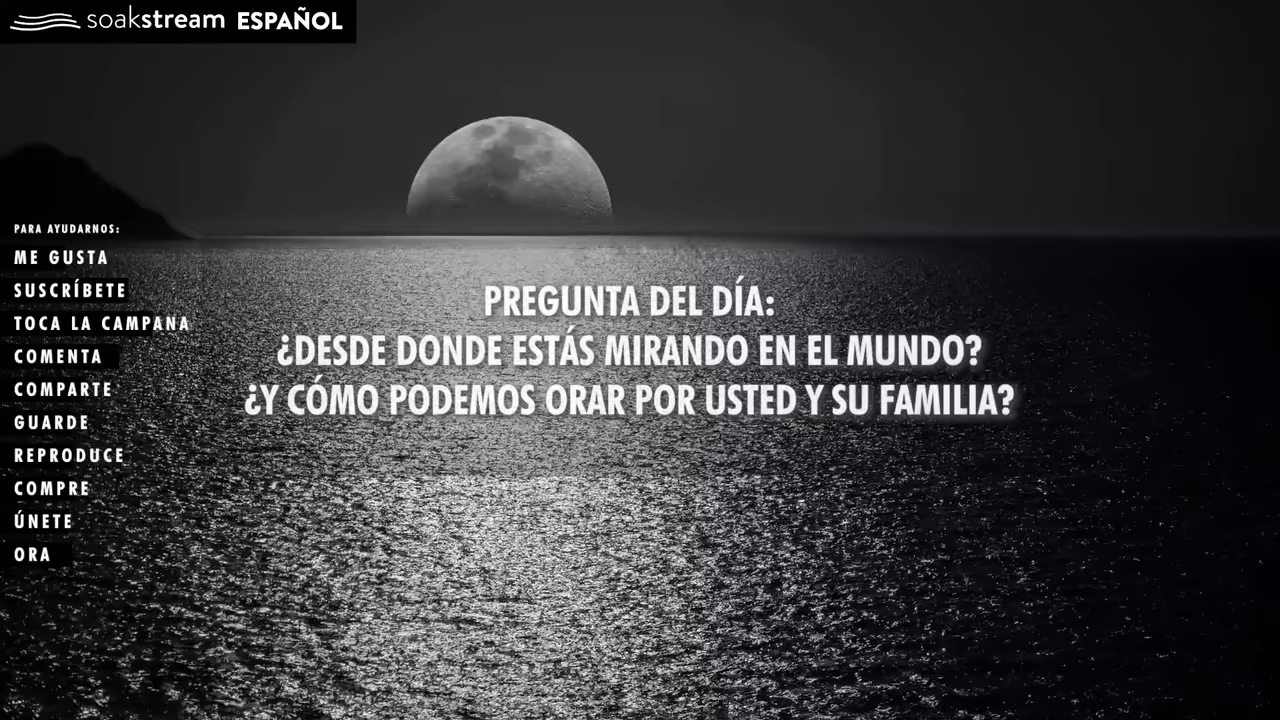 soakstream ESPAÑOL
PARA AYUDARNOS:
ME GUSTA
SUSCRÍBETE
TOCA LA CAMPANA
COMENTA
COMPARTE
GUARDE
REPRODUCE
COMPRE
ÚNETE
ORA
PREGUNTA DEL DÍA:
¿DESDE DONDE ESTÁS MIRANDO EN EL MUNDO?
¿Y CÓMO PODEMOS ORAR POR USTED Y SU FAMILIA?